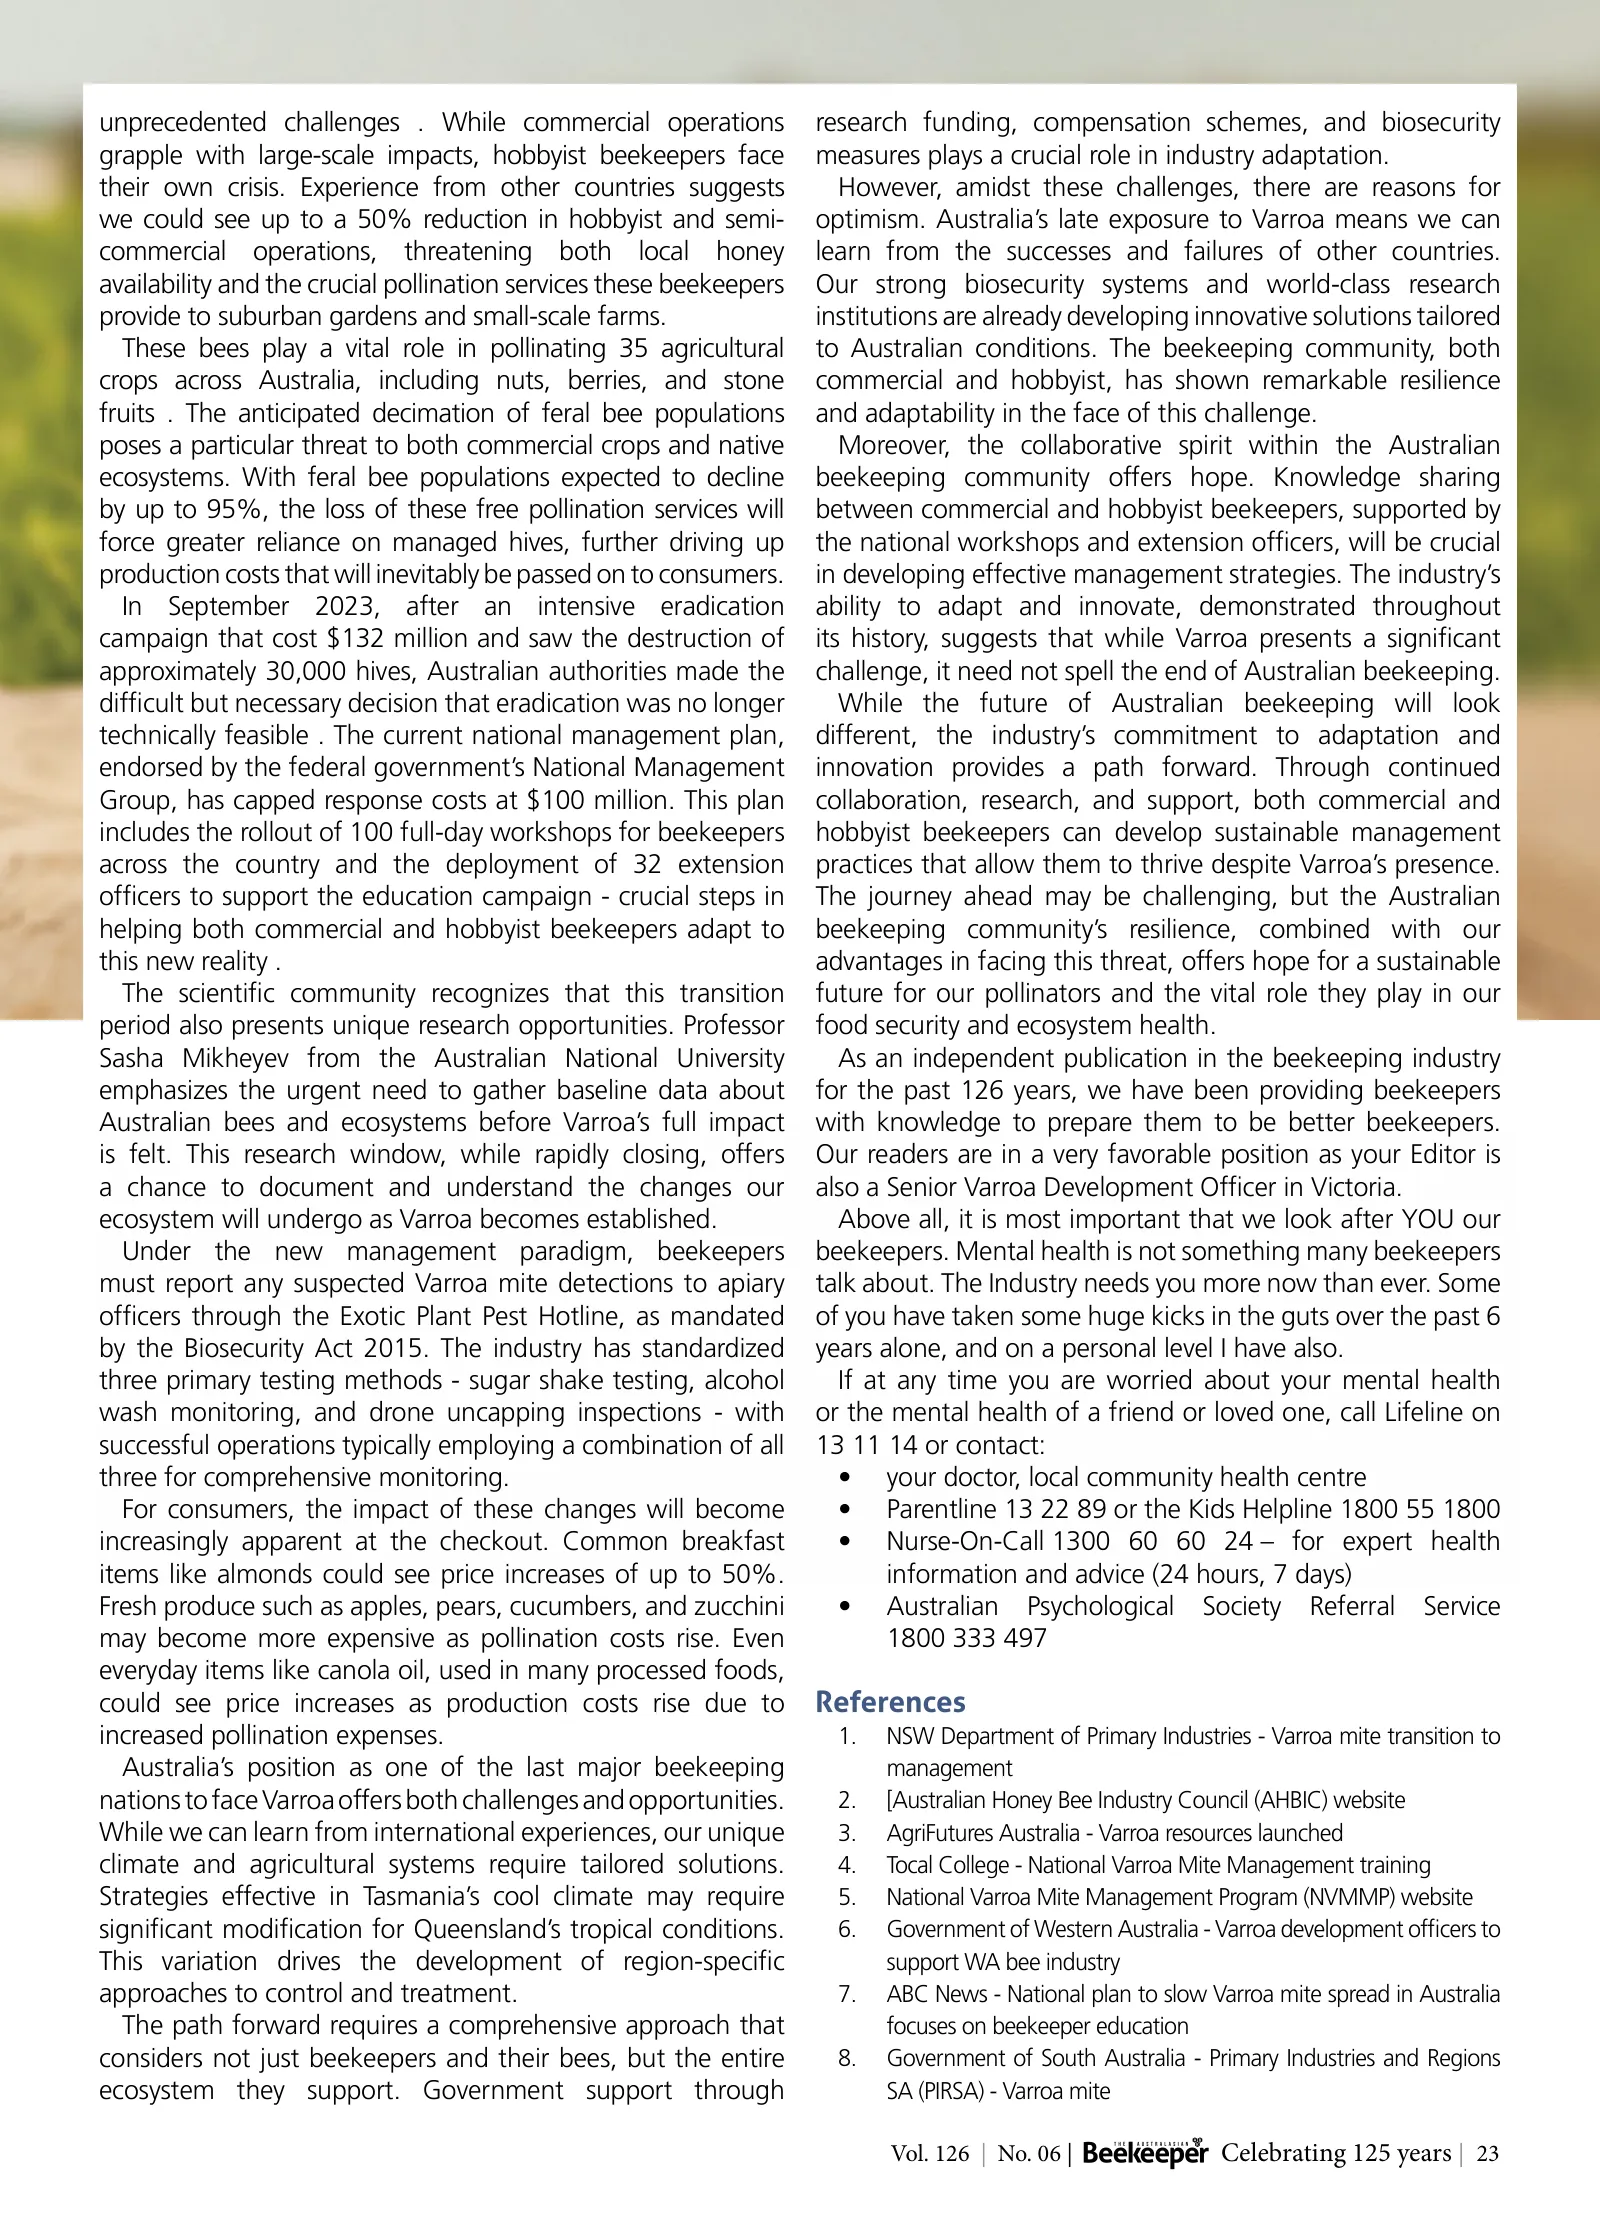 unprecedented challenges . While commercial operations
grapple with large-scale impacts, hobbyist beekeepers face
their own crisis. Experience from other countries suggests
we could see up to a 50% reduction in hobbyist and semi-
commercial operations, threatening both local honey
availability and the crucial pollination services these beekeepers
provide to suburban gardens and small-scale farms.
These bees play a vital role in pollinating 35 agricultural
crops across Australia, including nuts, berries, and stone
fruits . The anticipated decimation of feral bee populations
poses a particular threat to both commercial crops and native
ecosystems. With feral bee populations expected to decline
by up to 95%, the loss of these free pollination services will
force greater reliance on managed hives, further driving up
production costs that will inevitably be passed on to consumers.
In September 2023, after an intensive eradication
campaign that cost $132 million and saw the destruction of
approximately 30,000 hives, Australian authorities made the
difficult but necessary decision that eradication was no longer
technically feasible . The current national management plan,
endorsed by the federal government’s National Management
Group, has capped response costs at $100 million. This plan
includes the rollout of 100 full-day workshops for beekeepers
across the country and the deployment of 32 extension
officers to support the education campaign - crucial steps in
helping both commercial and hobbyist beekeepers adapt to
this new reality .
The scientific community recognizes that this transition
period also presents unique research opportunities. Professor
Sasha Mikheyev from the Australian National University
emphasizes the urgent need to gather baseline data about
Australian bees and ecosystems before Varroa’s full impact
is felt. This research window, while rapidly closing, offers
a chance to document and understand the changes our
ecosystem will undergo as Varroa becomes established.
Under the new management paradigm, beekeepers
must report any suspected Varroa mite detections to apiary
officers through the Exotic Plant Pest Hotline, as mandated
by the Biosecurity Act 2015. The industry has standardized
three primary testing methods - sugar shake testing, alcohol
wash monitoring, and drone uncapping inspections - with
successful operations typically employing a combination of all
three for comprehensive monitoring.
For consumers, the impact of these changes will become
increasingly apparent at the checkout. Common breakfast
items like almonds could see price increases of up to 50%.
Fresh produce such as apples, pears, cucumbers, and zucchini
may become more expensive as pollination costs rise. Even
everyday items like canola oil, used in many processed foods,
could see price increases as production costs rise due to
increased pollination expenses.
Australia’s position as one of the last major beekeeping
nations to face Varroa offers both challenges and opportunities.
While we can learn from international experiences, our unique
climate and agricultural systems require tailored solutions.
Strategies effective in Tasmania’s cool climate may require
significant modification for Queensland’s tropical conditions.
This variation drives the development of region-specific
approaches to control and treatment.
The path forward requires a comprehensive approach that
considers not just beekeepers and their bees, but the entire
ecosystem they support. Government support through
research funding, compensation schemes, and biosecurity
measures plays a crucial role in industry adaptation.
However, amidst these challenges, there are reasons for
optimism. Australia’s late exposure to Varroa means we can
learn from the successes and failures of other countries.
Our strong biosecurity systems and world-class research
institutions are already developing innovative solutions tailored
to Australian conditions. The beekeeping community, both
commercial and hobbyist, has shown remarkable resilience
and adaptability in the face of this challenge.
Moreover, the collaborative spirit within the Australian
beekeeping community offers hope. Knowledge sharing
between commercial and hobbyist beekeepers, supported by
the national workshops and extension officers, will be crucial
in developing effective management strategies. The industry’s
ability to adapt and innovate, demonstrated throughout
its history, suggests that while Varroa presents a significant
challenge, it need not spell the end of Australian beekeeping.
While the future of Australian beekeeping will look
different, the industry’s commitment to adaptation and
innovation provides a path forward. Through continued
collaboration, research, and support, both commercial and
hobbyist beekeepers can develop sustainable management
practices that allow them to thrive despite Varroa’s presence.
The journey ahead may be challenging, but the Australian
beekeeping community’s resilience, combined with our
advantages in facing this threat, offers hope for a sustainable
future for our pollinators and the vital role they play in our
food security and ecosystem health.
As an independent publication in the beekeeping industry
for the past 126 years, we have been providing beekeepers
with knowledge to prepare them to be better beekeepers.
Our readers are in a very favorable position as your Editor is
also a Senior Varroa Development Officer in Victoria.
Above all, it is most important that we look after YOU our
beekeepers. Mental health is not something many beekeepers
talk about. The Industry needs you more now than ever. Some
of you have taken some huge kicks in the guts over the past 6
years alone, and on a personal level I have also.
If at any time you are worried about your mental health
or the mental health of a friend or loved one, call Lifeline on
13 11 14 or contact:
• your doctor, local community health centre
• Parentline 13 22 89 or the Kids Helpline 1800 55 1800
• Nurse-On-Call 1300 60 60 24 – for expert health
information and advice (24 hours, 7 days)
• Australian Psychological Society Referral Service
1800 333 497
References
1. NSW Department of Primary Industries - Varroa mite transition to
management
2. [Australian Honey Bee Industry Council (AHBIC) website
3. AgriFutures Australia - Varroa resources launched
4. Tocal College - National Varroa Mite Management training
5. National Varroa Mite Management Program (NVMMP) website
6. Government of Western Australia - Varroa development officers to
support WA bee industry
7. ABC News - National plan to slow Varroa mite spread in Australia
focuses on beekeeper education
8. Government of South Australia - Primary Industries and Regions
SA (PIRSA) - Varroa mite
Vol. 126 | No. 06 | THE AUSTRALASIAN Beekeeper Celebrating 125 years | 23